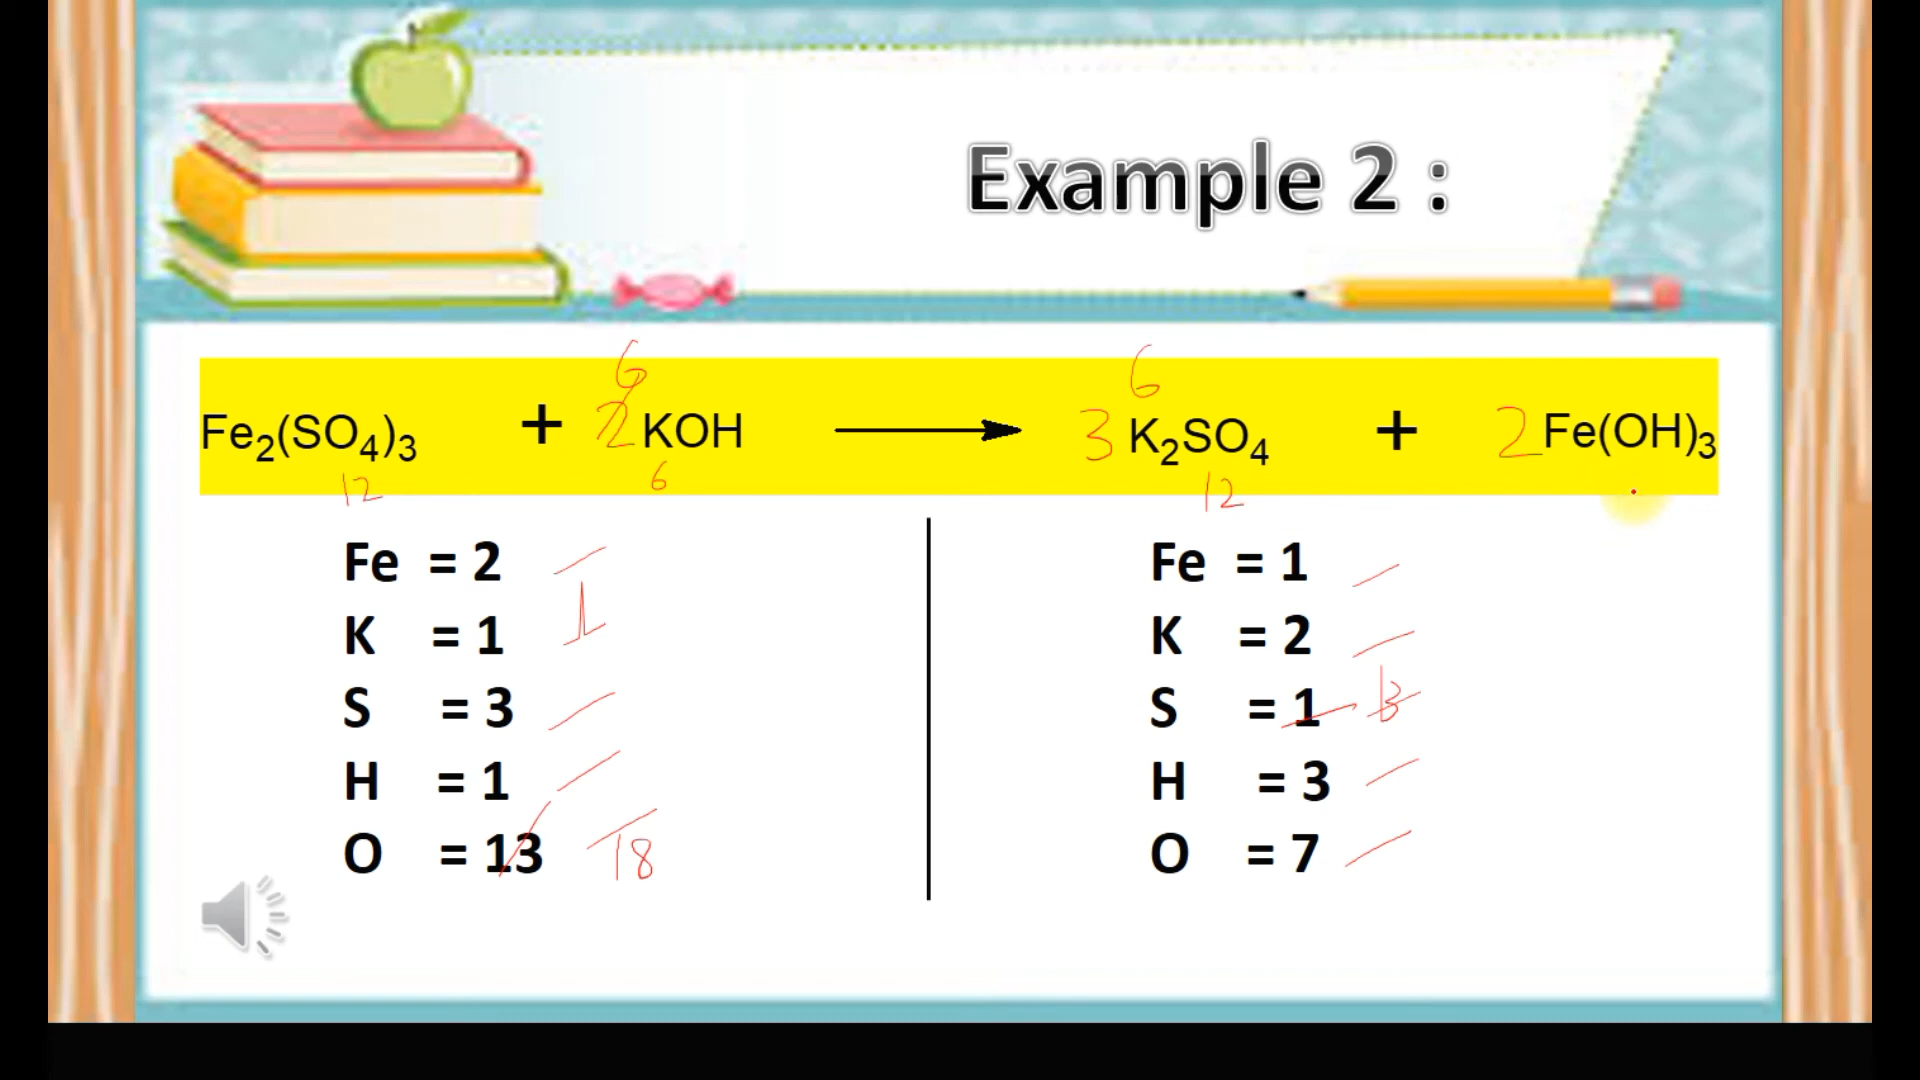 Example 2 :
6 6
Fe2(SO4)3 + 2 KOH 3 K2SO4 + 2 Fe(OH)3
12 6 12
Fe = 2
K = 1 1
S = 3
H = 1
O = 13 18
Fe = 1
K = 2
S = 1 3
H = 3
O = 7